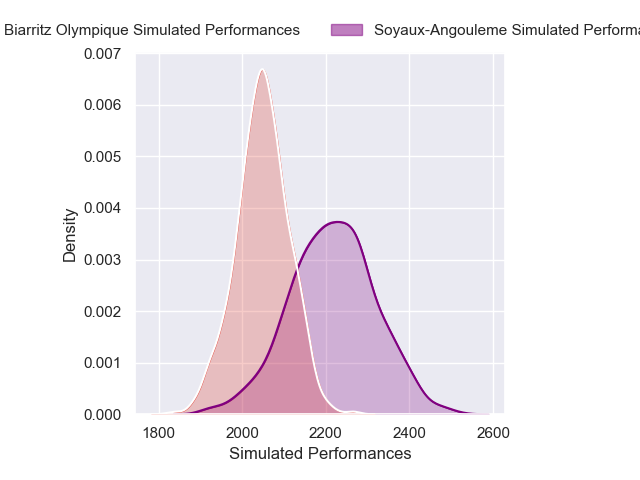 Biarritz Olympique Simulated Performances
Soyaux-Angouleme Simulated
0.007
0.006
0.005
0.004
0.003
0.002
0.001
0.000
Density
1800 2000 2200 2400 2600
Simulated Performances